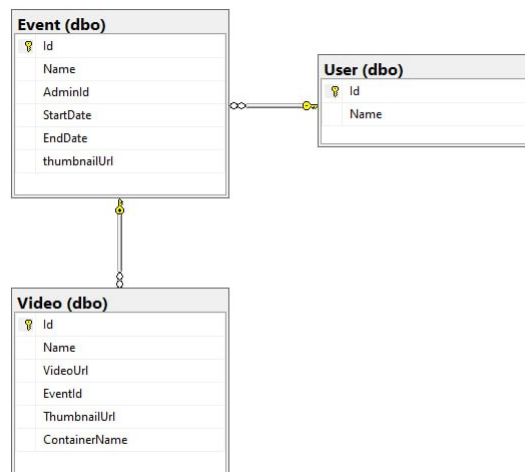 Event (dbo)
Id
Name
AdminId
StartDate
EndDate
thumbnailUrl
User (dbo)
Id
Name
Video (dbo)
Id
Name
VideoUrl
EventId
ThumbnailUrl
ContainerName